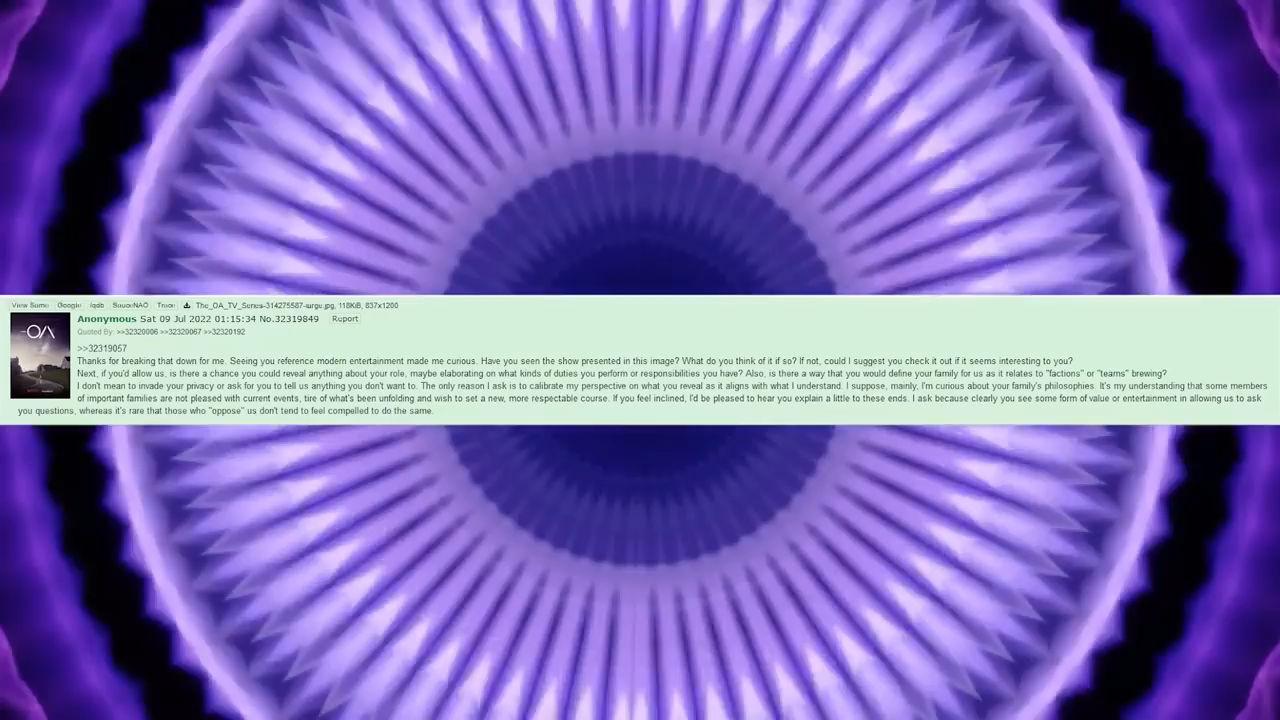 View Same Google iqdb SauceNAO Trace The_OA_TV_Series-314275587-large.jpg, 118KiB, 837x1200
Anonymous Sat 09 Jul 2022 01:15:34 No.32319849 Report
Quoted By: >>32320006 >>32320067 >>32320192
>>32319057
Thanks for breaking that down for me. Seeing you reference modern entertainment made me curious. Have you seen the show presented in this image? What do you think of it if so? If not, could I suggest you check it out if it seems interesting to you?
Next, if you'd allow us, is there a chance you could reveal anything about your role, maybe elaborating on what kinds of duties you perform or responsibilities you have? Also, is there a way that you would define your family for us as it relates to "factions" or "teams" brewing?
I don't mean to invade your privacy or ask for you to tell us anything you don't want to. The only reason I ask is to calibrate my perspective on what you reveal as it aligns with what I understand. I suppose, mainly, I'm curious about your family's philosophies. It's my understanding that some members
of important families are not pleased with current events, tire of what's been unfolding and wish to set a new, more respectable course. If you feel inclined, I'd be pleased to hear you explain a little to these ends. I ask because clearly you see some form of value or entertainment in allowing us to ask
you questions, whereas it's rare that those who "oppose" us don't tend to feel compelled to do the same.